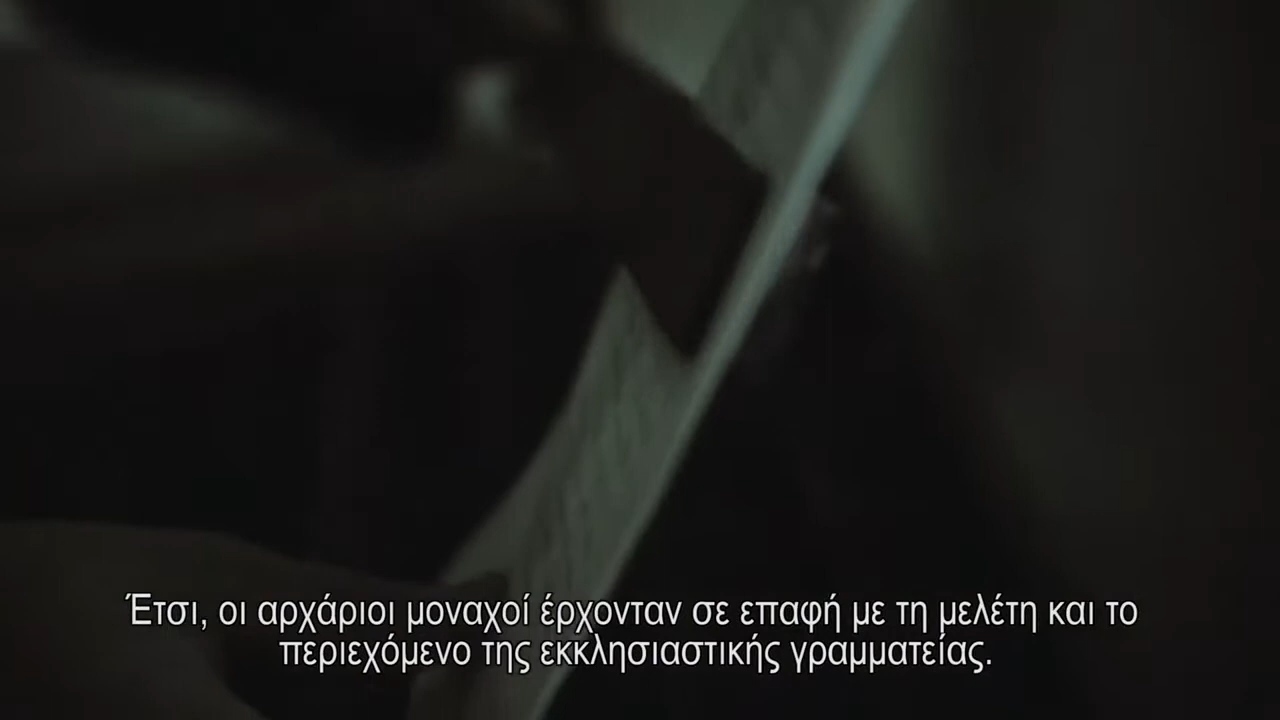 Έτσι, οι αρχάριοι μοναχοί έρχονταν σε επαφή με τη μελέτη και το
περιεχόμενο της εκκλησιαστικής γραμματείας.